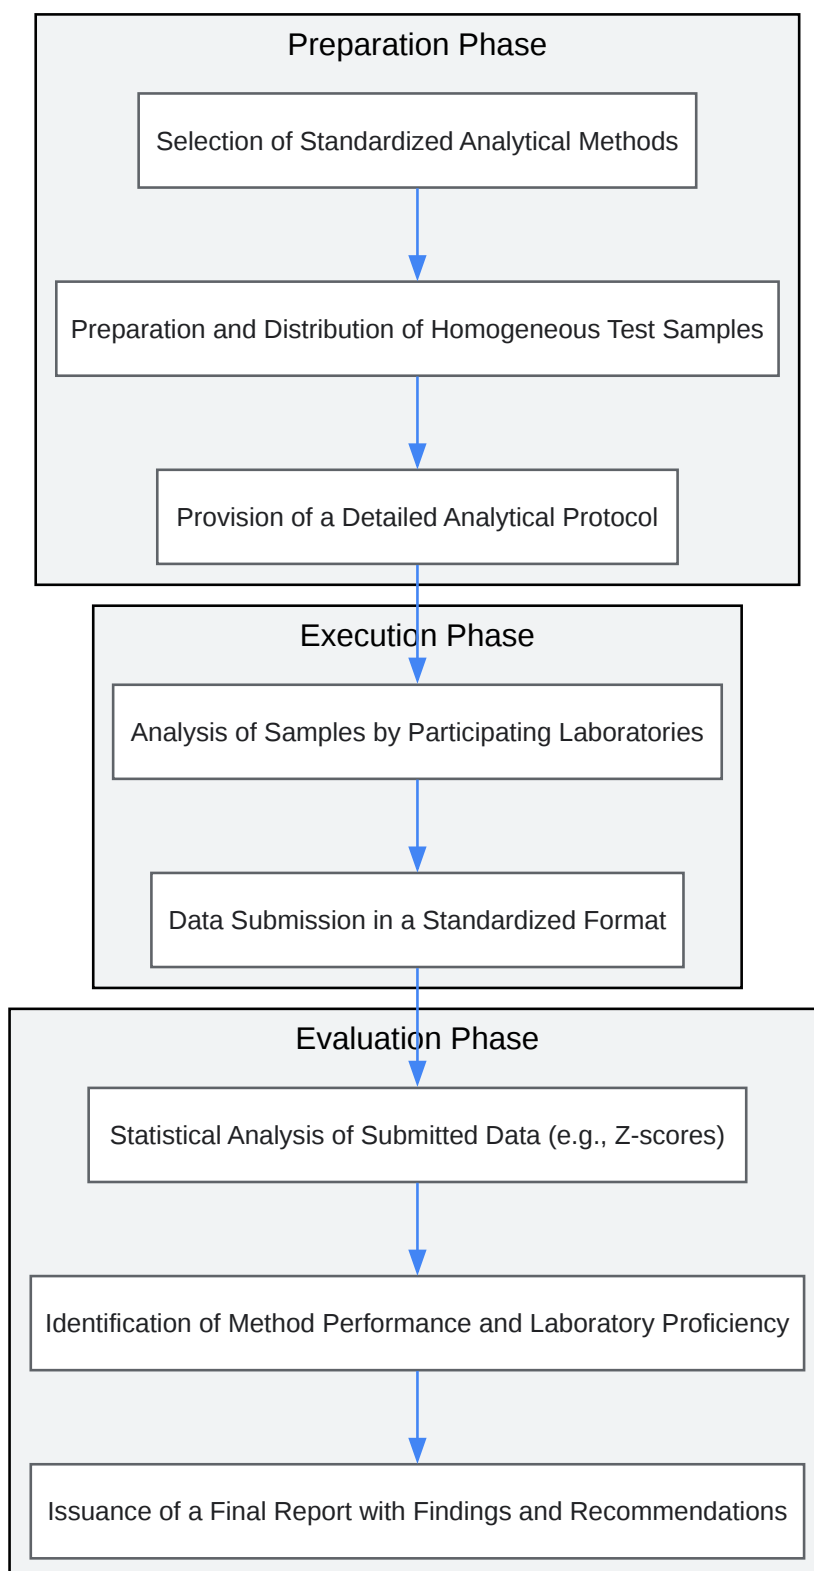 Preparation Phase
Selection of Standardized Analytical Methods
Preparation and Distribution of Homogeneous Test Samples
Provision of a Detailed Analytical Protocol
Execution Phase
Analysis of Samples by Participating Laboratories
Data Submission in a Standardized Format
Evaluation Phase
Statistical Analysis of Submitted Data (e.g., Z-scores)
Identification of Method Performance and Laboratory Proficiency
Issuance of a Final Report with Findings and Recommendations